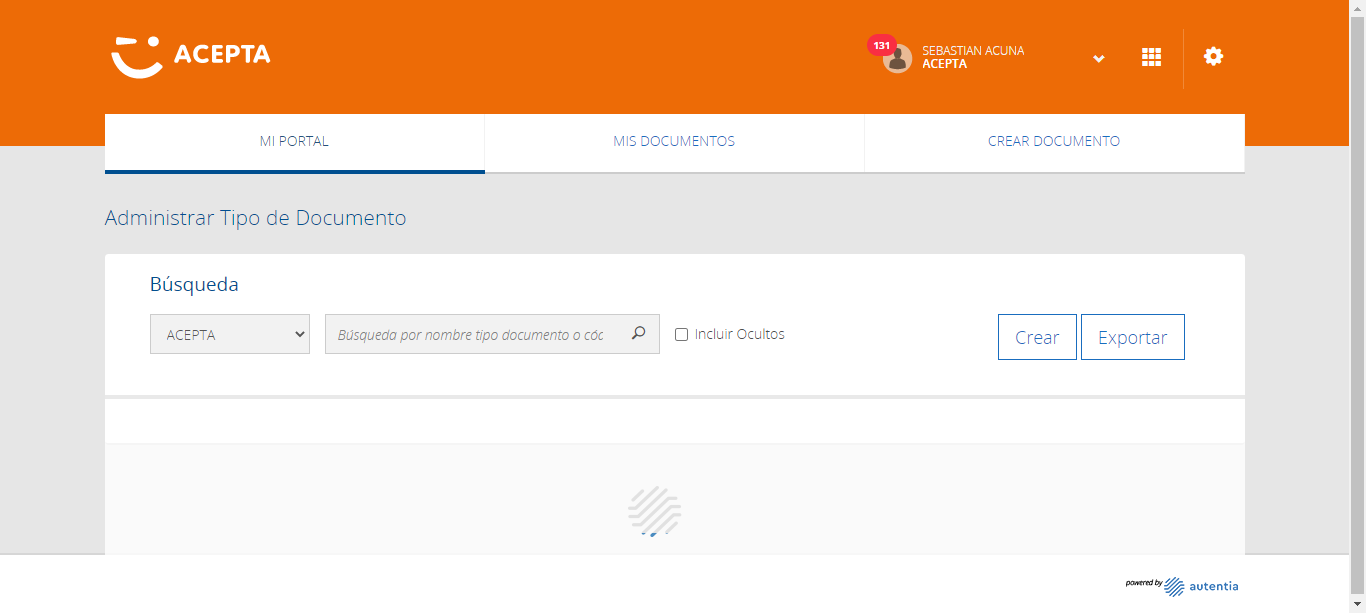 ACEPTA
131
SEBASTIAN ACUNA
ACEPTA
MI PORTAL
MIS DOCUMENTOS
CREAR DOCUMENTO
Administrar Tipo de Documento
Búsqueda
ACEPTA
Búsqueda por nombre tipo documento o cóc
Incluir Ocultos
Crear
Exportar
powered by
autentia